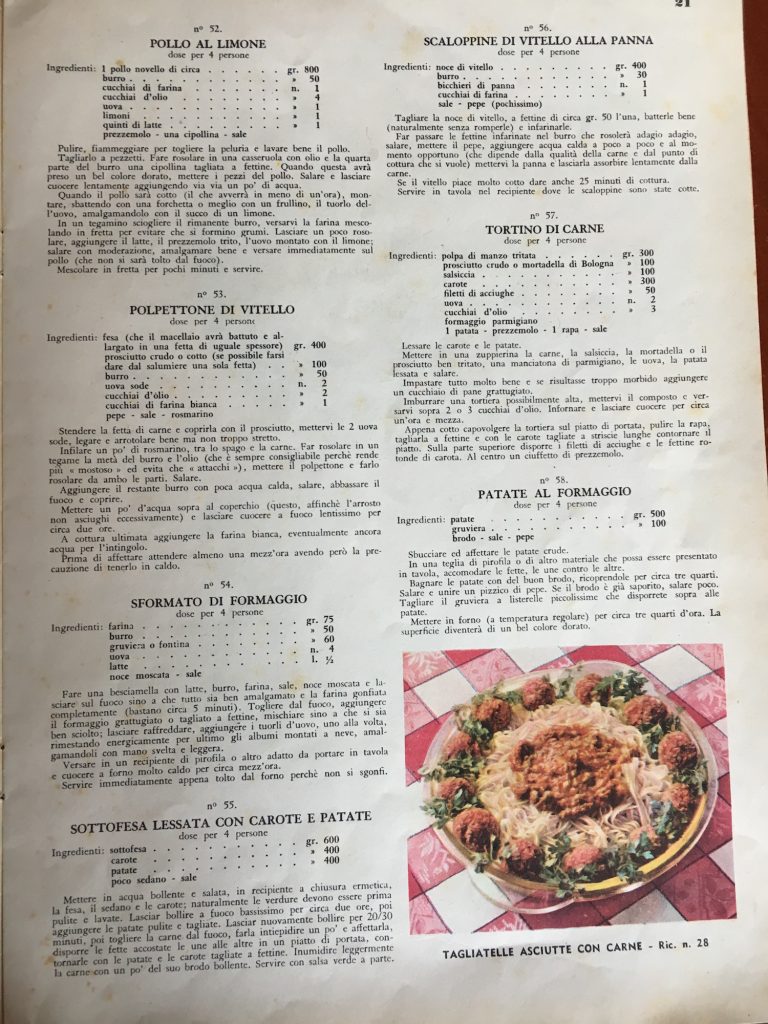 21
nº 52.
POLLO AL LIMONE
dose per 4 persone
Ingredienti: 1 pollo novello di circa . . . . . . gr. 800
burro . . . . . . . . . . » 50
cucchiai di farina . . . . . . . n. 1
cucchiai d'olio . . . . . . . . » 4
uova . . . . . . . . . . » 1
limoni . . . . . . . . . . » 1
quinti di latte . . . . . . . . » 1
prezzemolo - una cipollina - sale
Pulire, fiammeggiare per togliere la peluria e lavare bene il pollo.
Tagliarlo a pezzetti. Fare rosolare in una casseruola con olio e la quarta
parte del burro una cipollina tagliata a fettine. Quando questa avrà
preso un bel colore dorato, mettere i pezzi del pollo. Salare e lasciare
cuocere lentamente aggiungendo via via un po' di acqua.
Quando il pollo sarà cotto (il che avverrà in meno di un'ora), mon-
tare, sbattendo con una forchetta o meglio con un frullino, il tuorlo del-
l'uovo, amalgamandolo con il succo di un limone.
In un tegamino sciogliere il rimanente burro, versarvi la farina mesco-
lando in fretta per evitare che si formino grumi. Lasciare un poco roso-
lare, aggiungere il latte, il prezzemolo trito, l'uovo montato con il limone;
salare con moderazione, amalgamare bene e versare immediatamente sul
pollo (che non si sarà tolto dal fuoco).
Mescolare in fretta per pochi minuti e servire.
nº 53.
POLPETTONE DI VITELLO
dose per 4 persone
Ingredienti: fesa (che il macellaio avrà battuto e al-
largato in una fetta di uguale spessore) gr. 400
prosciutto crudo o cotto (se possibile farsi
dare dal salumiere una sola fetta) . . » 100
burro . . . . . . . . . . » 50
uova sode . . . . . . . . . n. 2
cucchiai d'olio . . . . . . . . » 2
cucchiai di farina bianca . . . . . » 1
pepe - sale - rosmarino
Stendere la fetta di carne e coprirla con il prosciutto, mettervi le 2 uova
sode, legare e arrotolare bene ma non troppo stretto.
Infilare un po' di rosmarino, tra lo spago e la carne. Far rosolare in un
tegame la metà del burro e l'olio (che è sempre consigliabile perchè rende
più « mostoso » ed evita che « attacchi »), mettere il polpettone e farlo
rosolare da ambo le parti. Salare.
Aggiungere il restante burro con poca acqua calda, salare, abbassare il
fuoco e coprire.
Mettere un po' d'acqua sopra al coperchio (questo, affinchè l'arrosto
non asciughi eccessivamente) e lasciare cuocere a fuoco lentissimo per
circa due ore.
A cottura ultimata aggiungere la farina bianca, eventualmente ancora
acqua per l'intingolo.
Prima di affettare attendere almeno una mezz'ora avendo però la pre-
cauzione di tenerlo in caldo.
nº 54.
SFORMATO DI FORMAGGIO
dose per 4 persone
Ingredienti: farina . . . . . . . . . . gr. 75
burro . . . . . . . . . . » 50
gruviera o fontina . . . . . . . » 60
uova . . . . . . . . . . n. 4
latte . . . . . . . . . . l. ½
noce moscata - sale
Fare una besciamella con latte, burro, farina, sale, noce moscata e la-
sciare sul fuoco sino a che tutto sia ben amalgamato e la farina gonfiata
completamente (bastano circa 5 minuti). Togliere dal fuoco, aggiungere
il formaggio grattugiato o tagliato a fettine, mischiare sino a che si sia
ben sciolto; lasciare raffreddare, aggiungere i tuorli d'uovo, uno alla volta,
rimestando energicamente per ultimo gli albumi montati a neve, amal-
gamandoli con mano svelta e leggera.
Versare in un recipiente di pirofila o altro adatto da portare in tavola
e cuocere a forno molto caldo per circa mezz'ora.
Servire immediatamente appena tolto dal forno perchè non si sgonfi.
nº 55.
SOTTOFESA LESSATA CON CAROTE E PATATE
dose per 4 persone
Ingredienti: sottofesa . . . . . . . . . gr. 600
carote . . . . . . . . . . » 400
patate . . . . . . . . . . » 400
poco sedano - sale
Mettere in acqua bollente e salata, in recipiente a chiusura ermetica,
la fesa, il sedano e le carote; naturalmente le verdure devono essere prima
pulite e lavate. Lasciar bollire a fuoco bassissimo per circa due ore, poi
aggiungere le patate pulite e tagliate. Lasciar nuovamente bollire per 20/30
minuti, poi togliere la carne dal fuoco, farla intiepidire un po' e affettarla,
disporre le fette accostate le une alle altre in un piatto di portata, con-
tornarle con le patate e le carote tagliate a fettine. Inumidire leggermente
la carne con un po' del suo brodo bollente. Servire con salsa verde a parte.
nº 56.
SCALOPPINE DI VITELLO ALLA PANNA
dose per 4 persone
Ingredienti: noce di vitello . . . . . . . . gr. 400
burro . . . . . . . . . . » 30
bicchieri di panna . . . . . . . n. 1
cucchiai di farina . . . . . . . » 1
sale - pepe (pochissimo)
Tagliare la noce di vitello, a fettine di circa gr. 50 l'una, batterle bene
(naturalmente senza romperle) e infarinarle.
Far passare le fettine infarinate nel burro che rosolerà adagio adagio,
salare, mettere il pepe, aggiungere acqua calda a poco a poco e al mo-
mento opportuno (che dipende dalla qualità della carne e dal punto di
cottura che si vuole) mettervi la panna e lasciarla assorbire lentamente dalla
carne.
Se il vitello piace molto cotto dare anche 25 minuti di cottura.
Servire in tavola nel recipiente dove le scaloppine sono state cotte.
nº 57.
TORTINO DI CARNE
dose per 4 persone
Ingredienti: polpa di manzo tritata . . . . . . gr. 300
prosciutto crudo o mortadella di Bologna » 100
salsiccia . . . . . . . . . » 100
carote . . . . . . . . . . » 300
filetti di acciughe . . . . . . . » 50
uova . . . . . . . . . . n. 2
cucchiai d'olio . . . . . . . . » 3
formaggio parmigiano
1 patata - prezzemolo - 1 rapa - sale
Lessare le carote e le patate.
Mettere in una zuppierina la carne, la salsiccia, la mortadella o il
prosciutto ben tritato, una manciatona di parmigiano, le uova, la patata
lessata e salare.
Impastare tutto molto bene e se risultasse troppo morbido aggiungere
un cucchiaio di pane grattugiato.
Imburrare una tortiera possibilmente alta, mettervi il composto e ver-
sarvi sopra 2 o 3 cucchiai d'olio. Infornare e lasciare cuocere per circa
un'ora e mezza.
Appena cotto capovolgere la tortiera sul piatto di portata, pulire la rapa,
tagliarla a fettine e con le carote tagliate a striscie lunghe contornare il
piatto. Sulla parte superiore disporre i filetti di acciughe e le fettine ro-
tonde di carota. Al centro un ciuffetto di prezzemolo.
nº 58.
PATATE AL FORMAGGIO
dose per 4 persone
Ingredienti: patate . . . . . . . . . . gr. 500
gruviera . . . . . . . . . » 100
brodo - sale - pepe
Sbucciare ed affettare le patate crude.
In una teglia di pirofila o di altro materiale che possa essere presentato
in tavola, accomodare le fette, le une contro le altre.
Bagnare le patate con del buon brodo, ricoprendole per circa tre quarti.
Salare e unire un pizzico di pepe. Se il brodo è già saporito, salare poco.
Tagliare il gruviera a listerelle piccolissime che disporrete sopra alle
patate.
Mettere in forno (a temperatura regolare) per circa tre quarti d'ora. La
superficie diventerà di un bel colore dorato.
TAGLIATELLE ASCIUTTE CON CARNE - Ric. n. 28